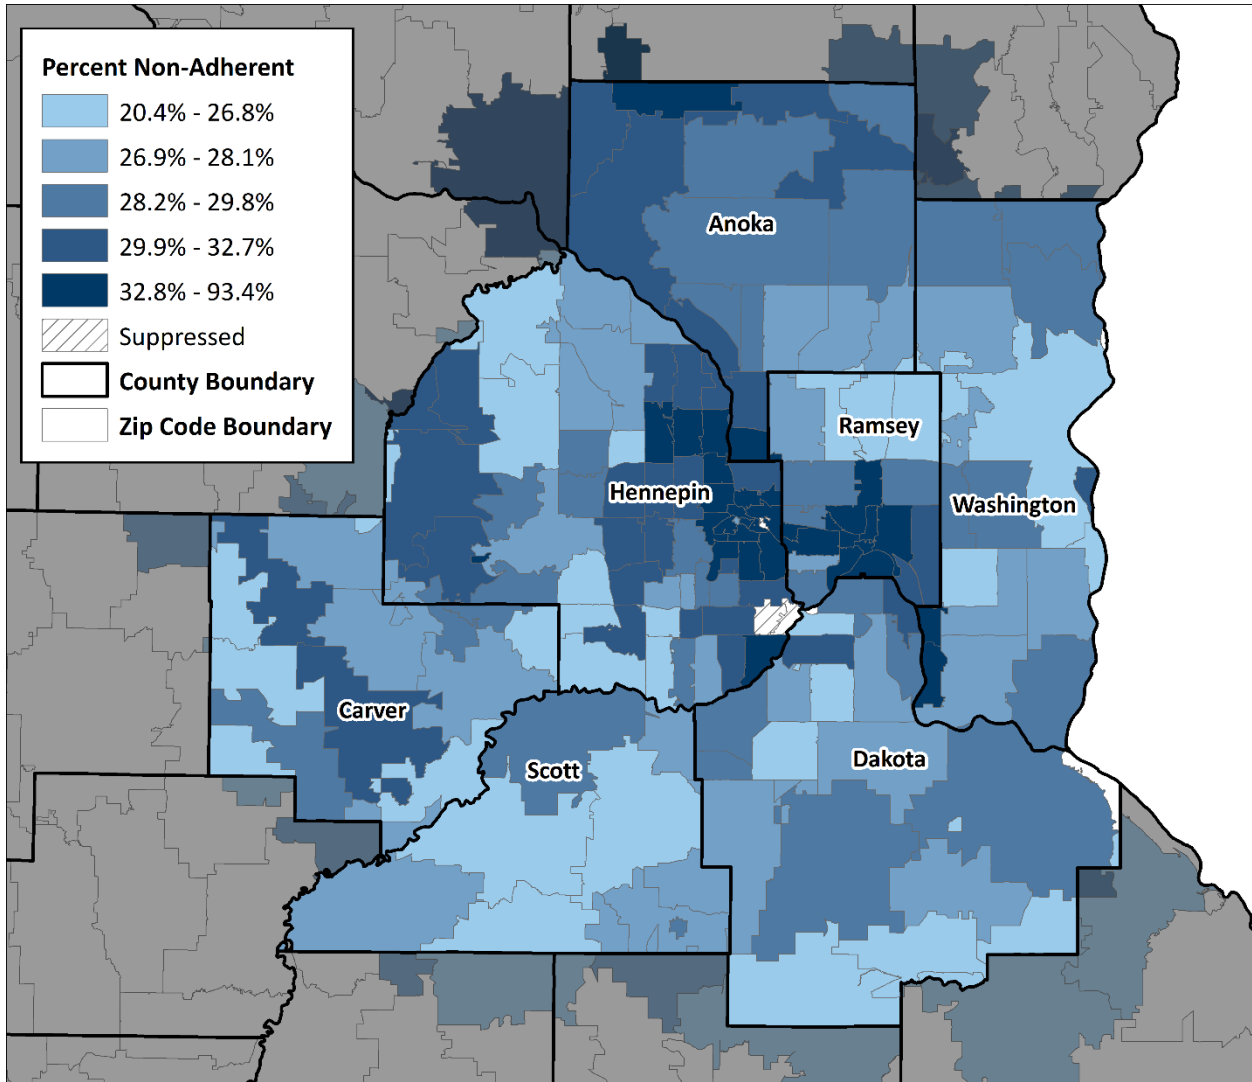 Percent Non-Adherent
20.4% - 26.8%
26.9% - 28.1%
28.2% - 29.8%
29.9% - 32.7%
32.8% - 93.4%
Suppressed
County Boundary
Zip Code Boundary
Anoka
Ramsey
Hennepin
Washington
Carver
Scott
Dakota